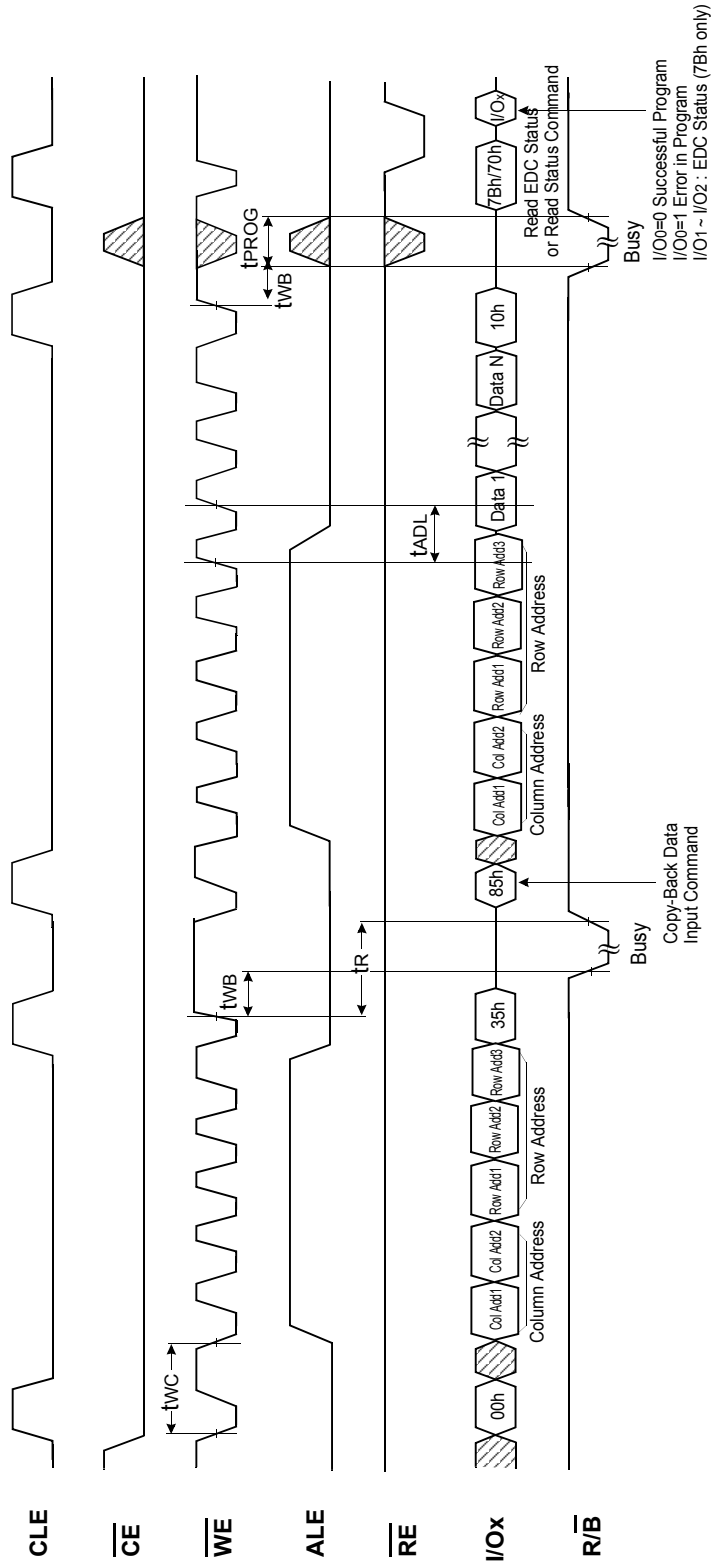 CLE
CE
WE
ALE
RE
I/Ox
R/B
tWC
tWB
tR
tADL
tWB
tPROG
00h
Col Add1
Col Add2
Row Add1
Row Add2
Row Add3
35h
85h
Col Add1
Col Add2
Row Add1
Row Add2
Row Add3
Data 1
Data N
10h
7Bh/70h
I/Ox
Column Address
Row Address
Column Address
Row Address
Read EDC Status
or Read Status Command
Busy
Busy
Copy-Back Data
Input Command
I/O0=0 Successful Program
I/O0=1 Error in Program
I/O1 ~ I/O2 : EDC Status (7Bh only)